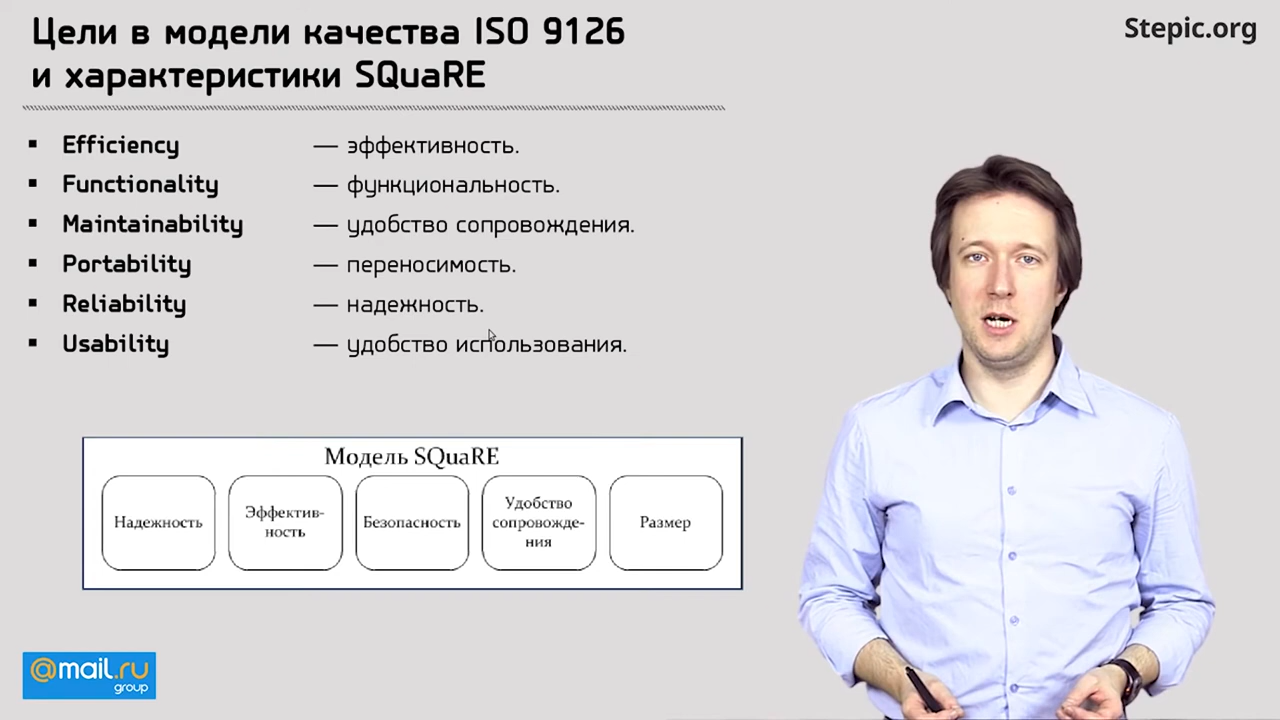 Цели в модели качества ISO 9126
и характеристики SQuaRE
Stepic.org
▪ Efficiency — эффективность.
▪ Functionality — функциональность.
▪ Maintainability — удобство сопровождения.
▪ Portability — переносимость.
▪ Reliability — надежность.
▪ Usability — удобство использования.
Модель SQuaRE
Надежность
Эффектив-
ность
Безопасность
Удобство
сопровожде-
ния
Размер
@mail.ru
group